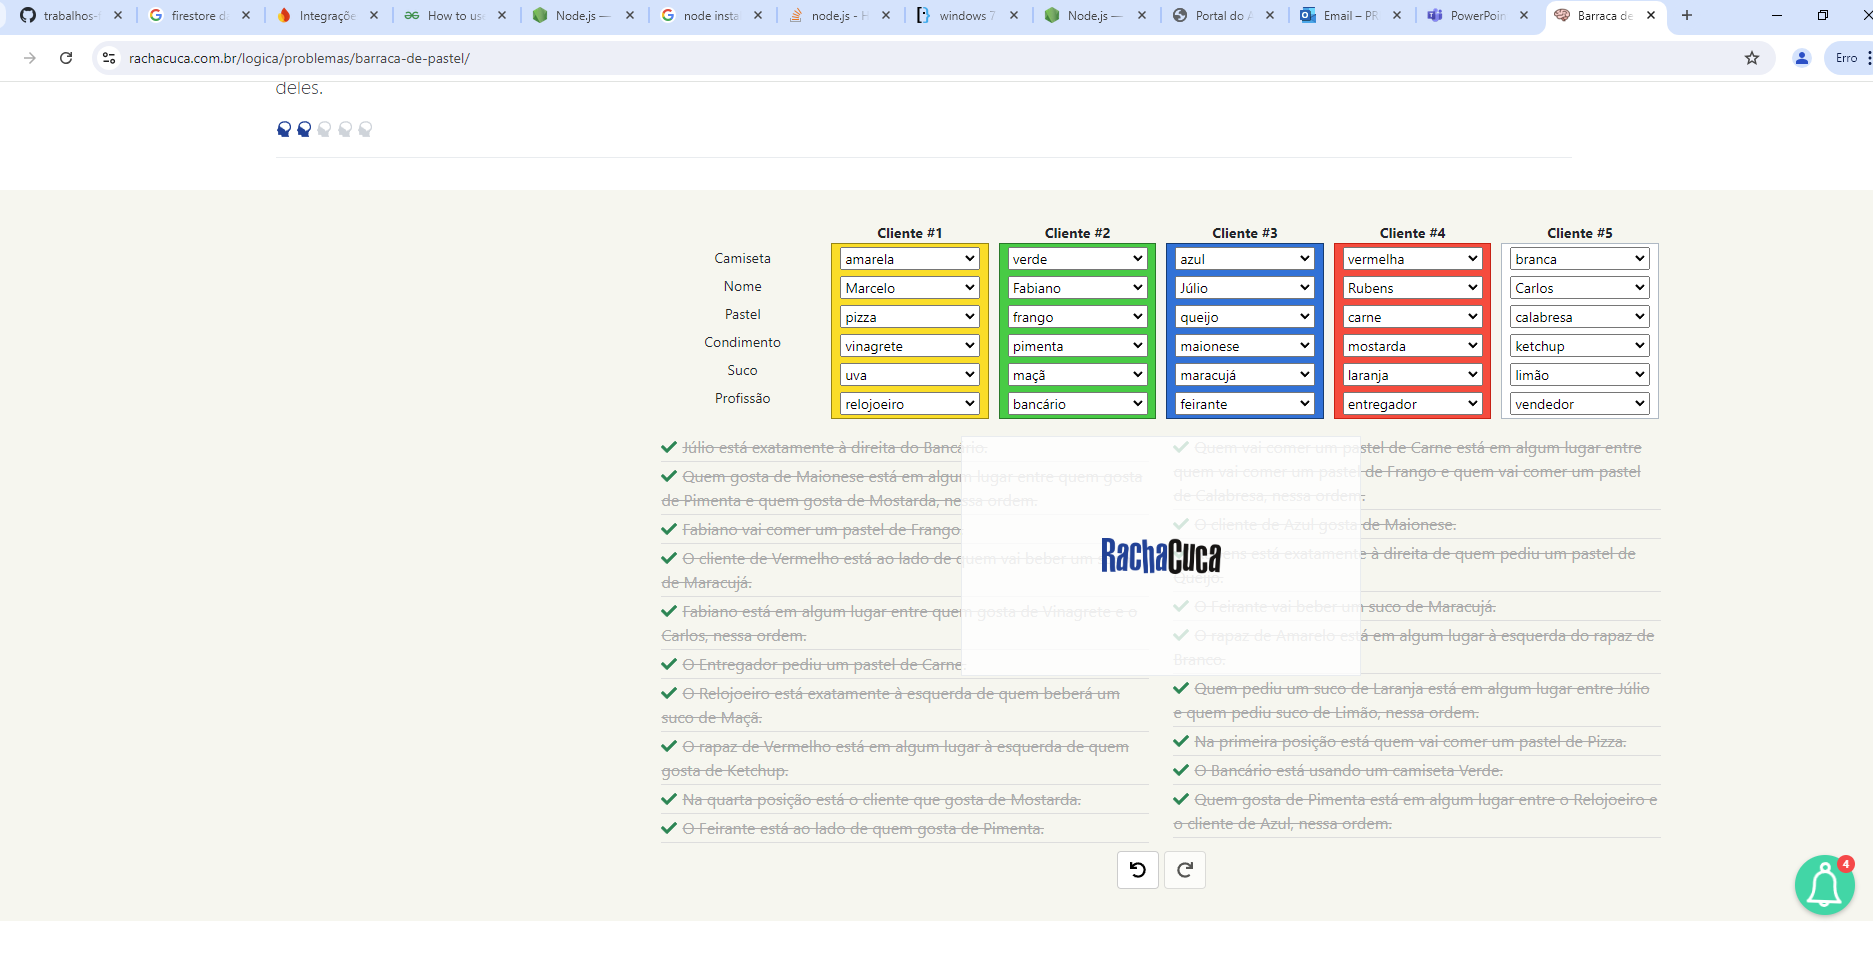 trabalhos-
firestore d
Integraçõe
How to us
Node.js —
node insta
node.js - H
windows 7
Node.js —
Portal do A
Email – PR
PowerPoin
Barraca de
rachacuca.com.br/logica/problemas/barraca-de-pastel/
Erro
deles.
Cliente #1 Cliente #2 Cliente #3 Cliente #4 Cliente #5
Camiseta amarela verde azul vermelha branca
Nome Marcelo Fabiano Júlio Rubens Carlos
Pastel pizza frango queijo carne calabresa
Condimento vinagrete pimenta maionese mostarda ketchup
Suco uva maçã maracujá laranja limão
Profissão relojoeiro bancário feirante entregador vendedor
Júlio está exatamente à direita do Bancário.
Quem gosta de Maionese está em algum lugar entre quem gosta
de Pimenta e quem gosta de Mostarda, nessa ordem.
Fabiano vai comer um pastel de Frango
O cliente de Vermelho está ao lado de quem vai beber um
de Maracujá.
Fabiano está em algum lugar entre quem gosta de Vinagrete e o
Carlos, nessa ordem.
O Entregador pediu um pastel de Carne
O Relojoeiro está exatamente à esquerda de quem beberá um
suco de Maçã.
O rapaz de Vermelho está em algum lugar à esquerda de quem
gosta de Ketchup.
Na quarta posição está o cliente que gosta de Mostarda.
O Feirante está ao lado de quem gosta de Pimenta.
Quem vai comer um pastel de Carne está em algum lugar entre
quem vai comer um pastel de Frango e quem vai comer um pastel
de Calabresa, nessa ordem.
O cliente de Azul gosta de Maionese.
está exatamente à direita de quem pediu um pastel de
Queijo.
O Feirante vai beber um suco de Maracujá.
O rapaz de Amarelo está em algum lugar à esquerda do rapaz de
Branco.
Quem pediu um suco de Laranja está em algum lugar entre Júlio
e quem pediu suco de Limão, nessa ordem.
Na primeira posição está quem vai comer um pastel de Pizza.
O Bancário está usando um camiseta Verde.
Quem gosta de Pimenta está em algum lugar entre o Relojoeiro e
o cliente de Azul, nessa ordem.
RachaCuca
4